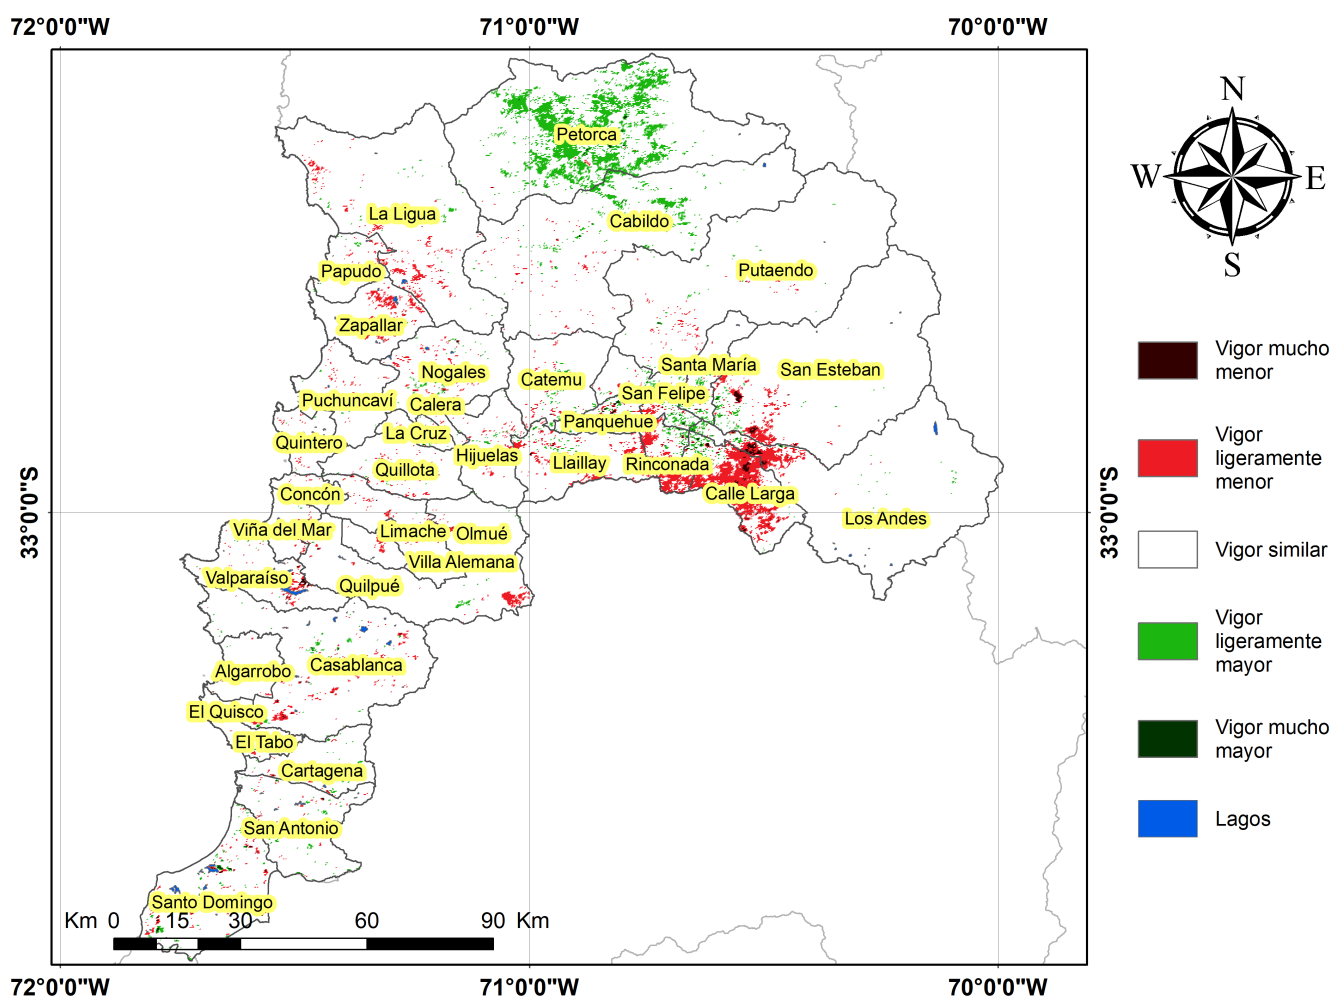 72°0'0"W 71°0'0"W 70°0'0"W
N
W E
S
Petorca
La Ligua
Cabildo
Papudo
Putaendo
Zapallar
Santa María
San Esteban
Nogales
Catemu
San Felipe
Puchuncaví
Calera
Panquehue
La Cruz
Quintero
Hijuelas
Llaillay
Rinconada
Quillota
Concón
Calle Larga
Los Andes
Viña del Mar
Limache
Olmué
Villa Alemana
Valparaíso
Quilpué
Casablanca
Algarrobo
El Quisco
El Tabo
Cartagena
San Antonio
Santo Domingo
33°0'0"S
33°0'0"S
Vigor mucho
menor
Vigor
ligeramente
menor
Vigor similar
Vigor
ligeramente
mayor
Vigor mucho
mayor
Lagos
Km 0 15 30 60 90 Km
72°0'0"W 71°0'0"W 70°0'0"W